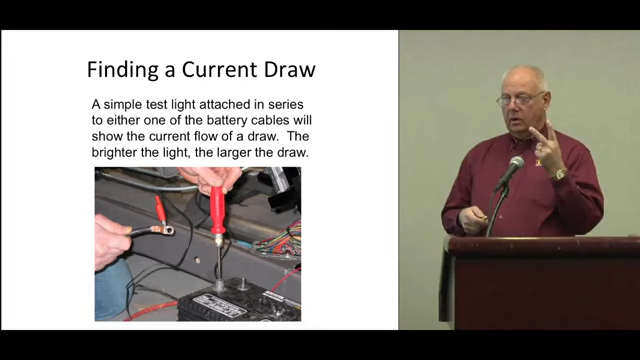 Finding a Current Draw
A simple test light attached in series
to either one of the battery cables will
show the current flow of a draw.  The
brighter the light, the larger the draw.